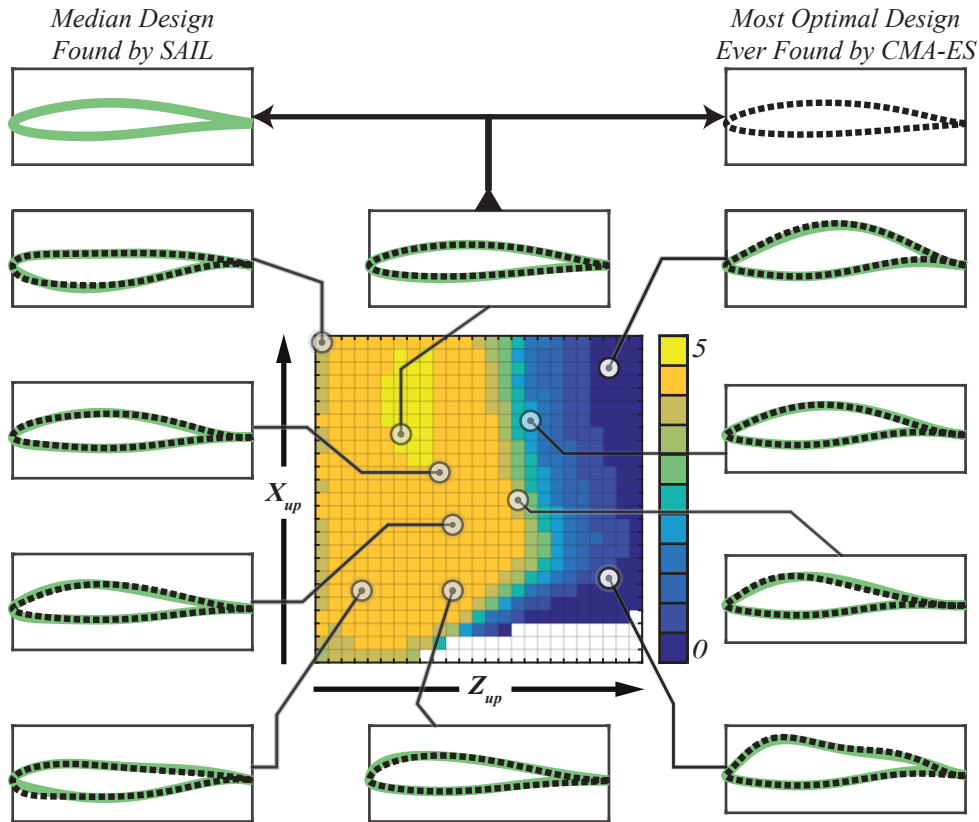 Median Design
Found by SAIL
Most Optimal Design
Ever Found by CMA-ES
5
X_up
0
Z_up